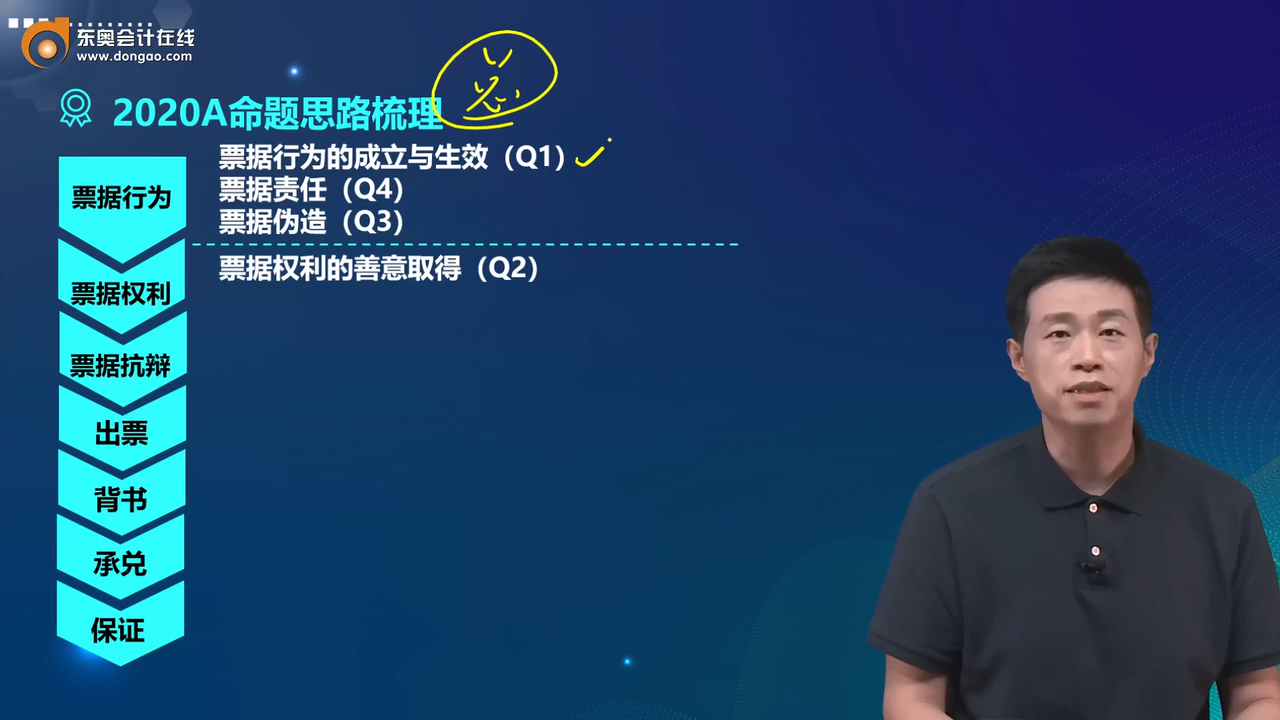 东奥会计在线
www.dongao.com
2020A命题思路梳理
票据行为的成立与生效（Q1）
票据行为
票据责任（Q4）
票据伪造（Q3）
票据权利的善意取得（Q2）
票据权利
票据抗辩
出票
背书
承兑
保证